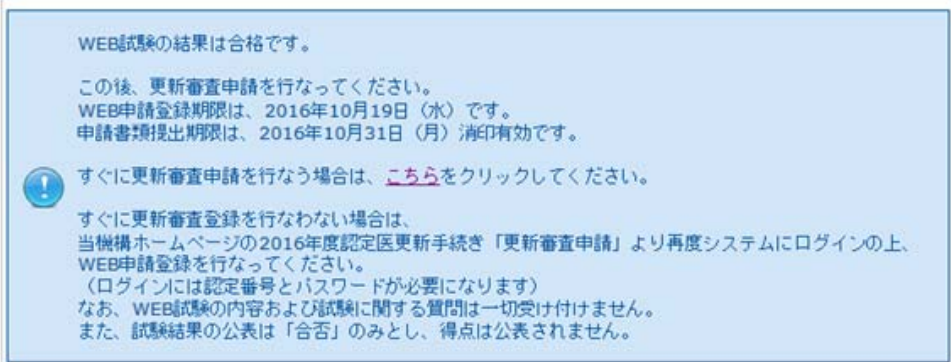 WEB試験の結果は合格です。
この後、更新審査申請を行なってください。
WEB申請登録期限は、2016年10月19日（水）です。
申請書類提出期限は、2016年10月31日（月）消印有効です。
すぐに更新審査申請を行なう場合は、こちらをクリックしてください。
すぐに更新審査登録を行なわない場合は、
当機構ホームページの2016年度認定医更新手続き「更新審査申請」より再度システムにログインの上、
WEB申請登録を行なってください。
（ログインには認定番号とパスワードが必要になります）
なお、WEB試験の内容および試験に関する質問は一切受け付けません。
また、試験結果の公表は「合否」のみとし、得点は公表されません。